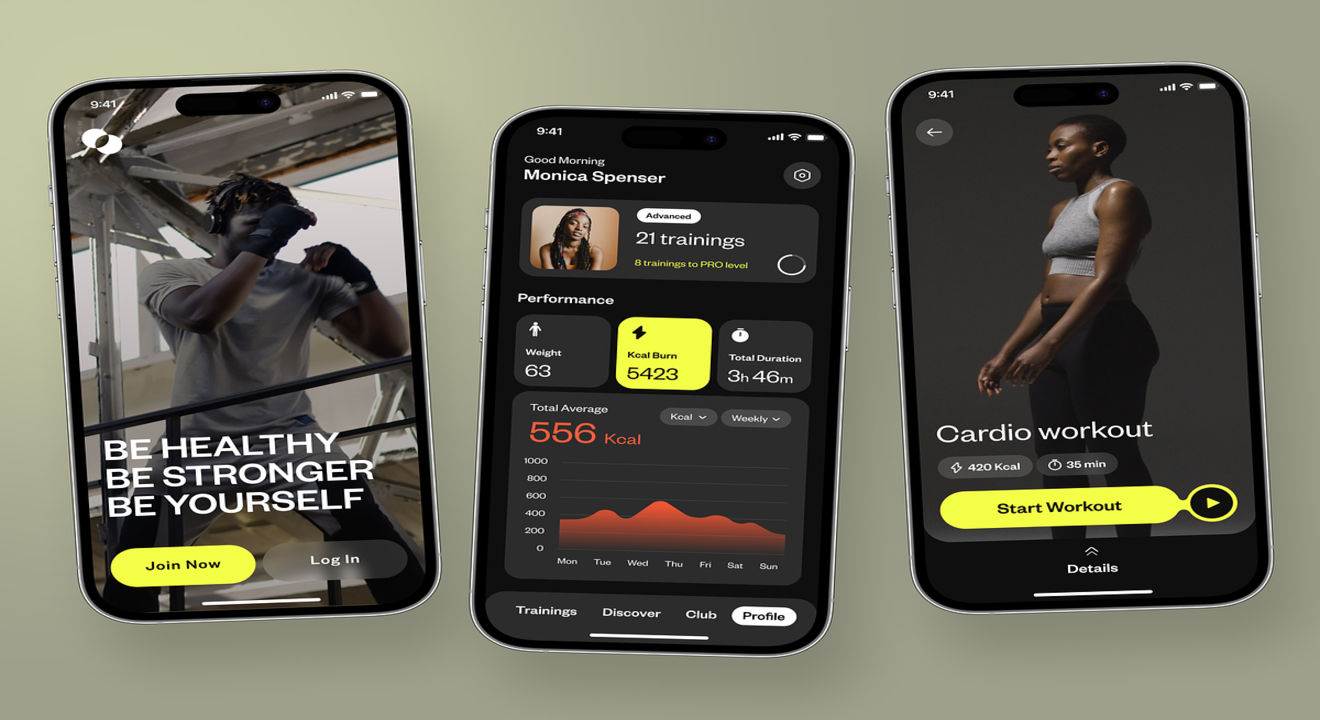 9:41
BE HEALTHY
BE STRONGER
BE YOURSELF
Join Now
Log In
9:41
Good Morning
Monica Spenser
Advanced
21 trainings
8 trainings to PRO level
Performance
Weight
63
Kcal Burn
5423
Total Duration
3h 46m
Total Average
556 Kcal
Kcal
Weekly
1000
800
600
400
200
0
Mon Tue Wed Thu Fri Sat Sun
Trainings Discover Club Profile
9:41
Cardio workout
420 Kcal
35 min
Start Workout
Details